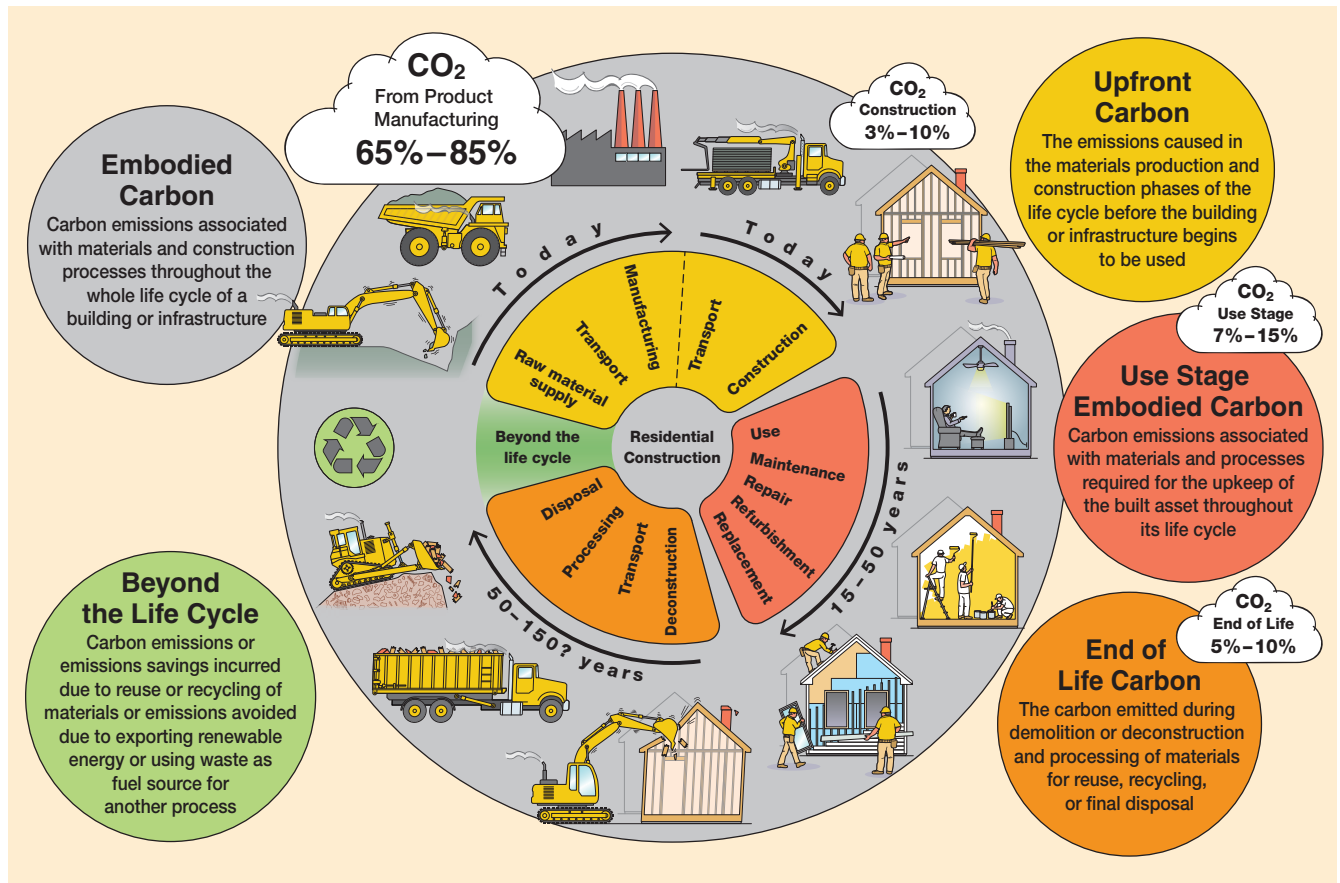 CO2
From Product
Manufacturing
65%–85%
CO2
Construction
3%–10%
Upfront
Carbon
The emissions caused in
the materials production and
construction phases of the
life cycle before the building
or infrastructure begins
to be used
Embodied
Carbon
Carbon emissions associated
with materials and construction
processes throughout the
whole life cycle of a
building or infrastructure
Today
Today
Raw material
supply
Transport
Manufacturing
Transport
Construction
CO2
Use Stage
7%–15%
Use Stage
Embodied Carbon
Carbon emissions associated
with materials and processes
required for the upkeep of
the built asset throughout
its life cycle
Beyond the
life cycle
Residential
Construction
Use
Maintenance
Repair
Refurbishment
Replacement
15–50 years
Disposal
Processing
Transport
Deconstruction
50–150? years
Beyond
the Life Cycle
Carbon emissions or
emissions savings incurred
due to reuse or recycling of
materials or emissions avoided
due to exporting renewable
energy or using waste as
fuel source for
another process
CO2
End of Life
5%–10%
End of
Life Carbon
The carbon emitted during
demolition or deconstruction
and processing of materials
for reuse, recycling,
or final disposal